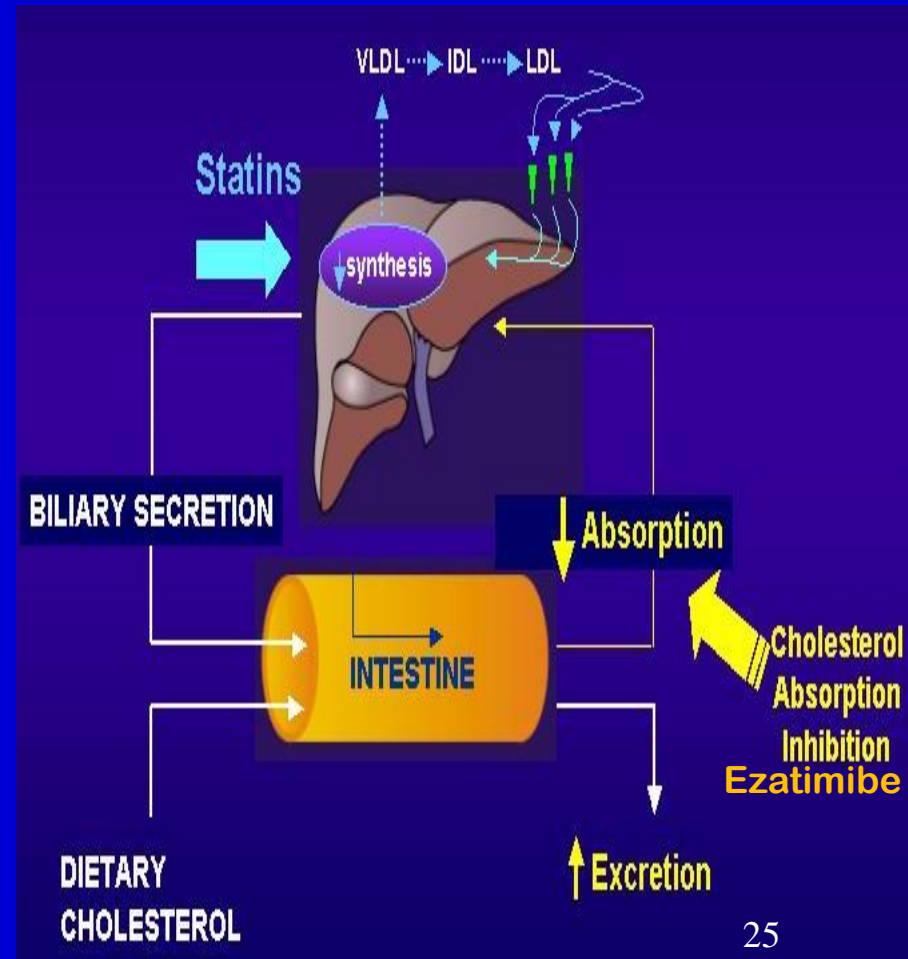 VLDL IDL LDL
Statins
synthesis
BILIARY SECRETION
Absorption
INTESTINE
Cholesterol
Absorption
Inhibition
Ezatimibe
DIETARY
CHOLESTEROL
Excretion
25